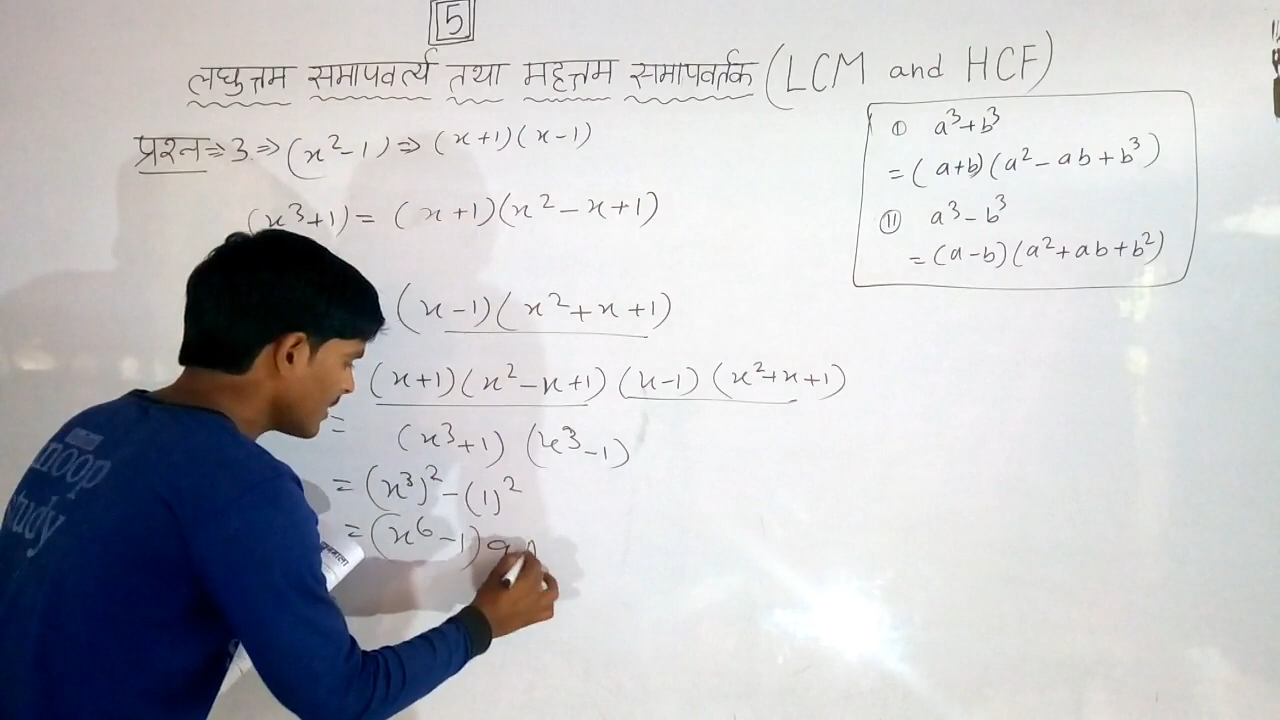 5
लघुत्तम समापवर्त्य तथा महत्तम समापवर्तक (LCM and HCF)
प्रश्न ⇒ 3 ⇒ (x²-1) ⇒ (x+1)(x-1)
(x³+1) = (x+1)(x²-x+1)
(x-1)(x²+x+1)
(x+1)(x²-x+1)(x-1)(x²+x+1)
= (x³+1)(x³-1)
= (x³)²-(1)²
= (x⁶-1)
① a³+b³
=(a+b)(a²-ab+b³)
⑪ a³-b³
=(a-b)(a²+ab+b²)
noop
study